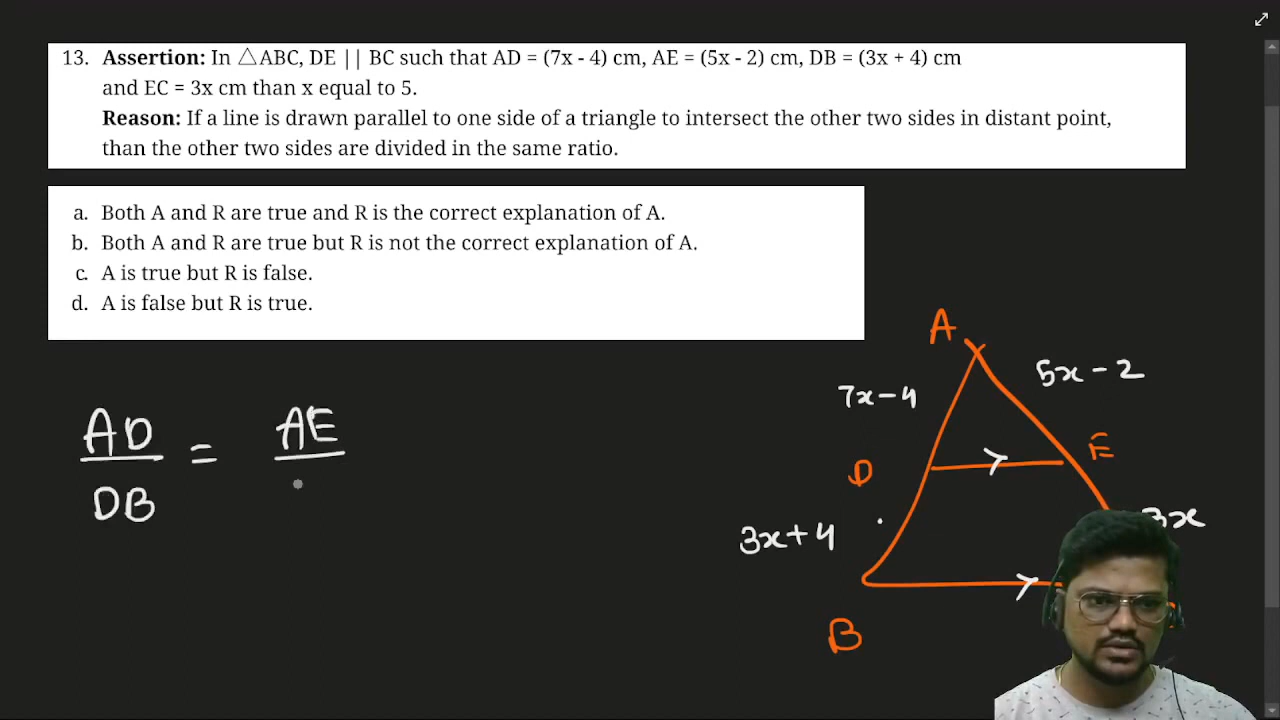 13. Assertion: In △ABC, DE || BC such that AD = (7x - 4) cm, AE = (5x - 2) cm, DB = (3x + 4) cm
and EC = 3x cm than x equal to 5.
Reason: If a line is drawn parallel to one side of a triangle to intersect the other two sides in distant point,
than the other two sides are divided in the same ratio.
a. Both A and R are true and R is the correct explanation of A.
b. Both A and R are true but R is not the correct explanation of A.
c. A is true but R is false.
d. A is false but R is true.
A
7x-4
5x-2
AD = AE
DB
D
E
3x+4
3x
B